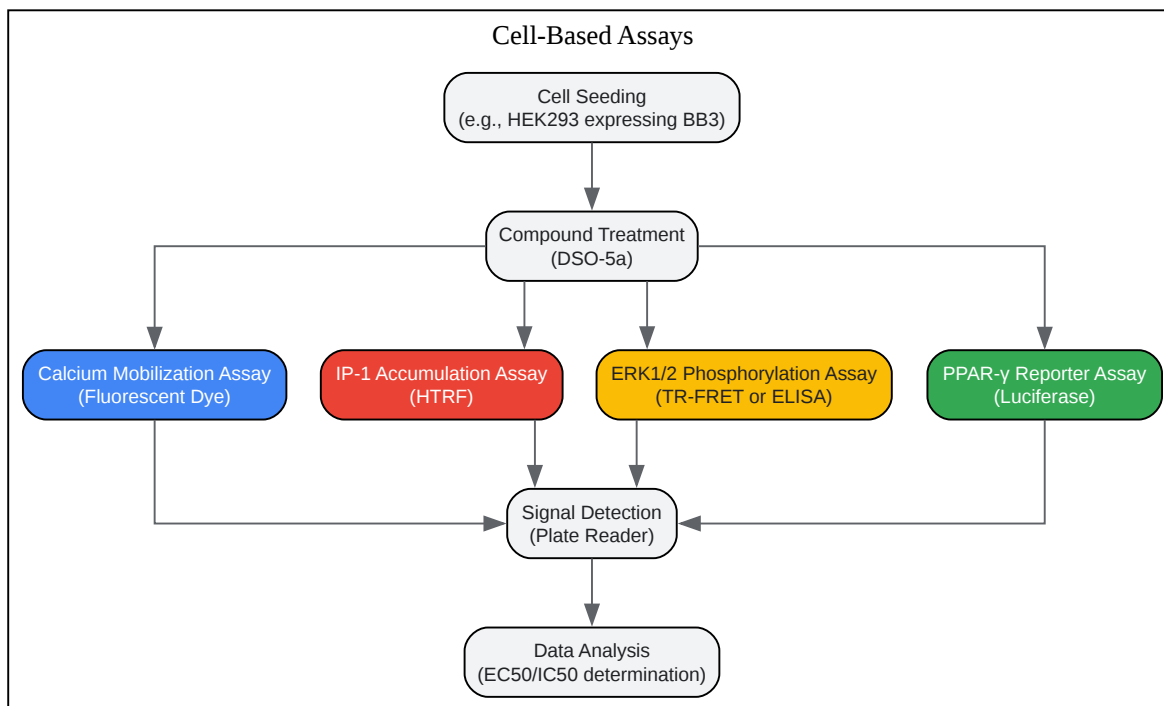 Cell-Based Assays
Cell Seeding
(e.g., HEK293 expressing BB3)
Compound Treatment
(DSO-5a)
Calcium Mobilization Assay
(Fluorescent Dye)
IP-1 Accumulation Assay
(HTRF)
ERK1/2 Phosphorylation Assay
(TR-FRET or ELISA)
PPAR-γ Reporter Assay
(Luciferase)
Signal Detection
(Plate Reader)
Data Analysis
(EC50/IC50 determination)